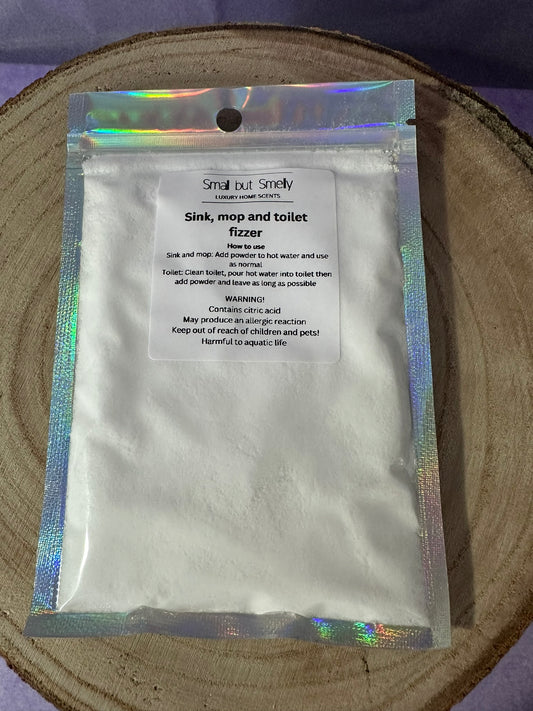 Small but Smelly
LUXURY HOME SCENTS
Sink, mop and toilet
fizzer
How to use
Sink and mop: Add powder to hot water and use
as normal
Toilet: Clean toilet, pour hot water into toilet then
add powder and leave as long as possible
WARNING!
Contains citric acid
May produce an allergic reaction
Keep out of reach of children and pets!
Harmful to aquatic life